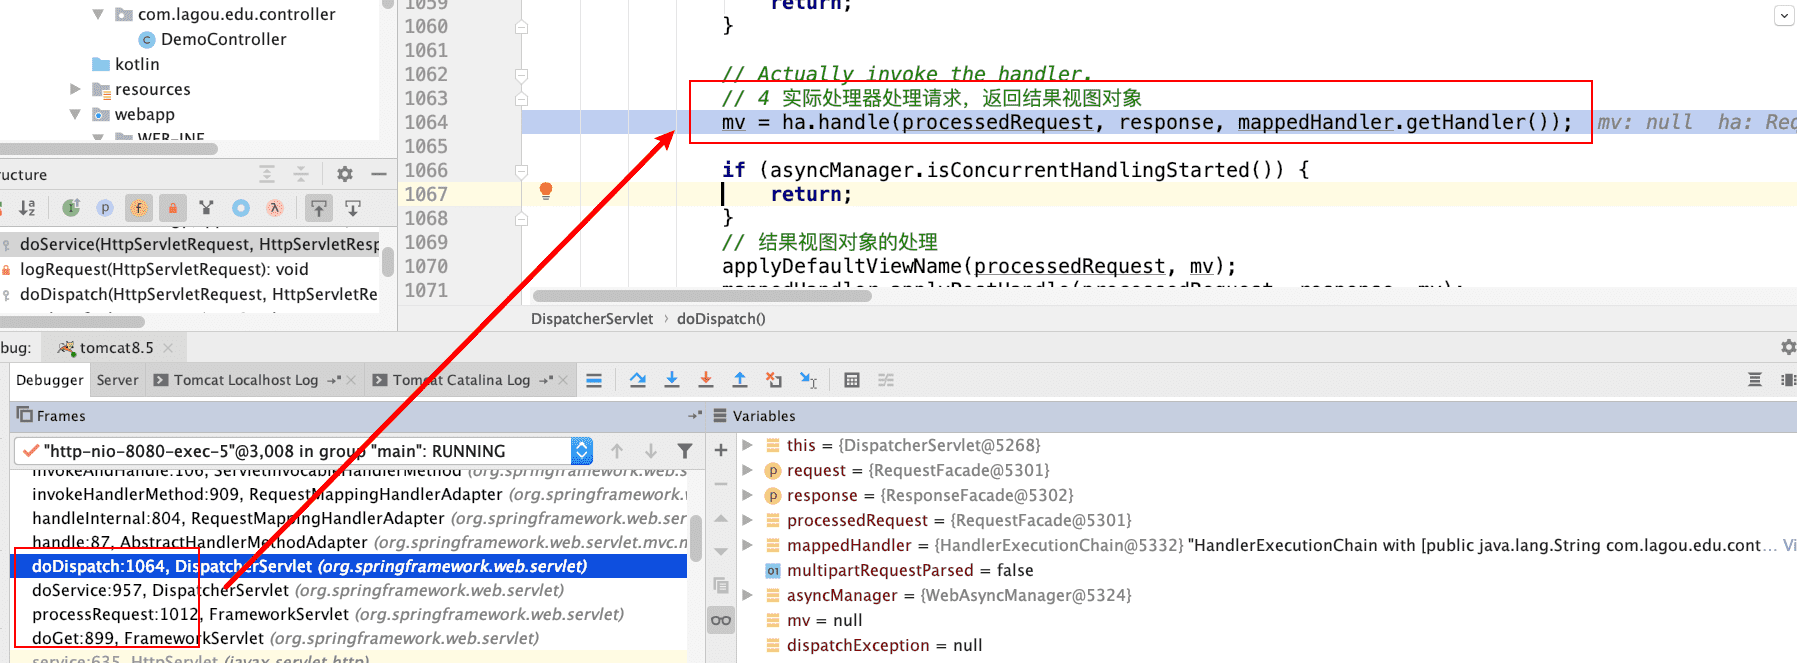 com.lagou.edu.controller
DemoController
kotlin
resources
webapp
WEB-INF
ucture
doService(HttpServletRequest, HttpServletResp
logRequest(HttpServletRequest): void
doDispatch(HttpServletRequest, HttpServletRe
1059 return;
1060 }
1061
1062 // Actually invoke the handler.
1063 // 4 实际处理器处理请求，返回结果视图对象
1064 mv = ha.handle(processedRequest, response, mappedHandler.getHandler()); mv: null ha: Req
1065
1066 if (asyncManager.isConcurrentHandlingStarted()) {
1067 return;
1068 }
1069 // 结果视图对象的处理
1070 applyDefaultViewName(processedRequest, mv);
1071 mappedHandler.applyPostHandle(processedRequest, response, mv);
DispatcherServlet › doDispatch()
bug: tomcat8.5
Debugger Server Tomcat Localhost Log Tomcat Catalina Log
Frames
"http-nio-8080-exec-5"@3,008 in group "main": RUNNING
invokeAndHandle:106, ServletInvocableHandlerMethod (org.springframework.web.s
invokeHandlerMethod:909, RequestMappingHandlerAdapter (org.springframework.w
handleInternal:804, RequestMappingHandlerAdapter (org.springframework.web.ser
handle:87, AbstractHandlerMethodAdapter (org.springframework.web.servlet.mvc.n
doDispatch:1064, DispatcherServlet (org.springframework.web.servlet)
doService:957, DispatcherServlet (org.springframework.web.servlet)
processRequest:1012, FrameworkServlet (org.springframework.web.servlet)
doGet:899, FrameworkServlet (org.springframework.web.servlet)
service:635, HttpServlet (javax.servlet.http)
Variables
this = {DispatcherServlet@5268}
request = {RequestFacade@5301}
response = {ResponseFacade@5302}
processedRequest = {RequestFacade@5301}
mappedHandler = {HandlerExecutionChain@5332} "HandlerExecutionChain with [public java.lang.String com.lagou.edu.cont… Vi
multipartRequestParsed = false
asyncManager = {WebAsyncManager@5324}
mv = null
dispatchException = null